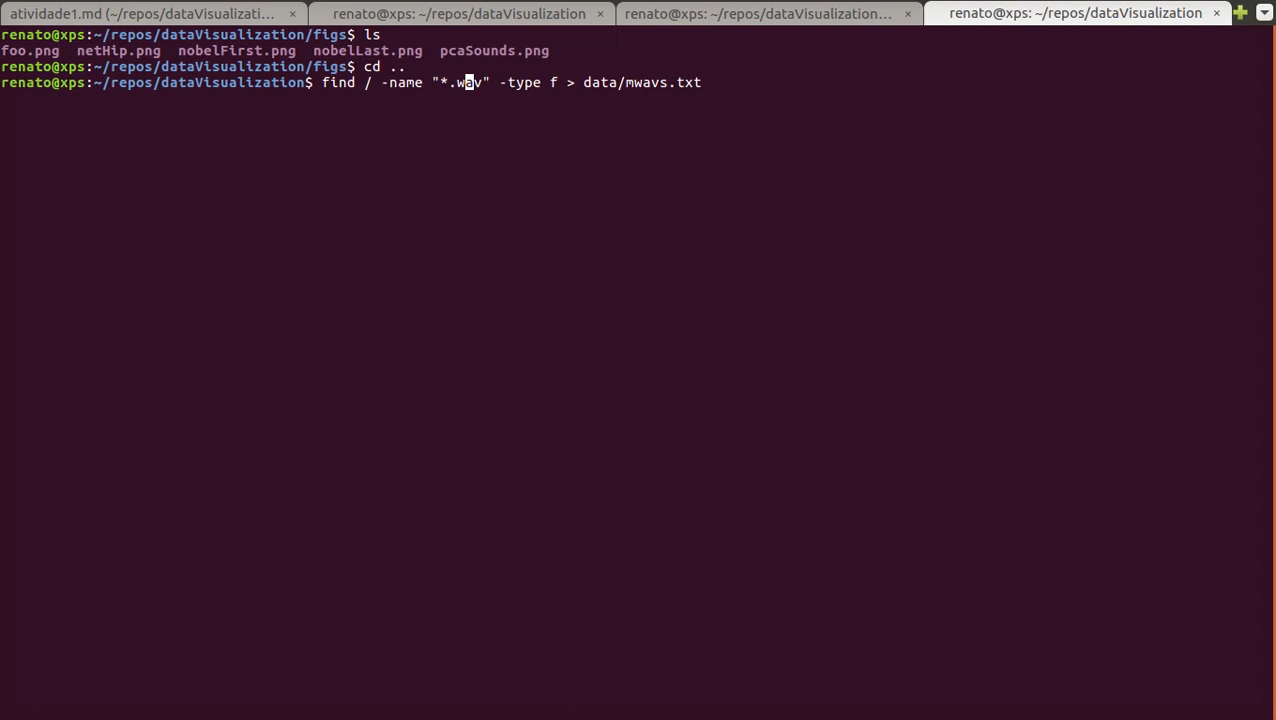 atividade1.md (~/repos/dataVisualizati... × renato@xps: ~/repos/dataVisualization × renato@xps: ~/repos/dataVisualization... × renato@xps: ~/repos/dataVisualization ×
renato@xps:~/repos/dataVisualization/figs$ ls
foo.png netHip.png nobelFirst.png nobelLast.png pcaSounds.png
renato@xps:~/repos/dataVisualization/figs$ cd ..
renato@xps:~/repos/dataVisualization$ find / -name "*.wav" -type f > data/mwavs.txt